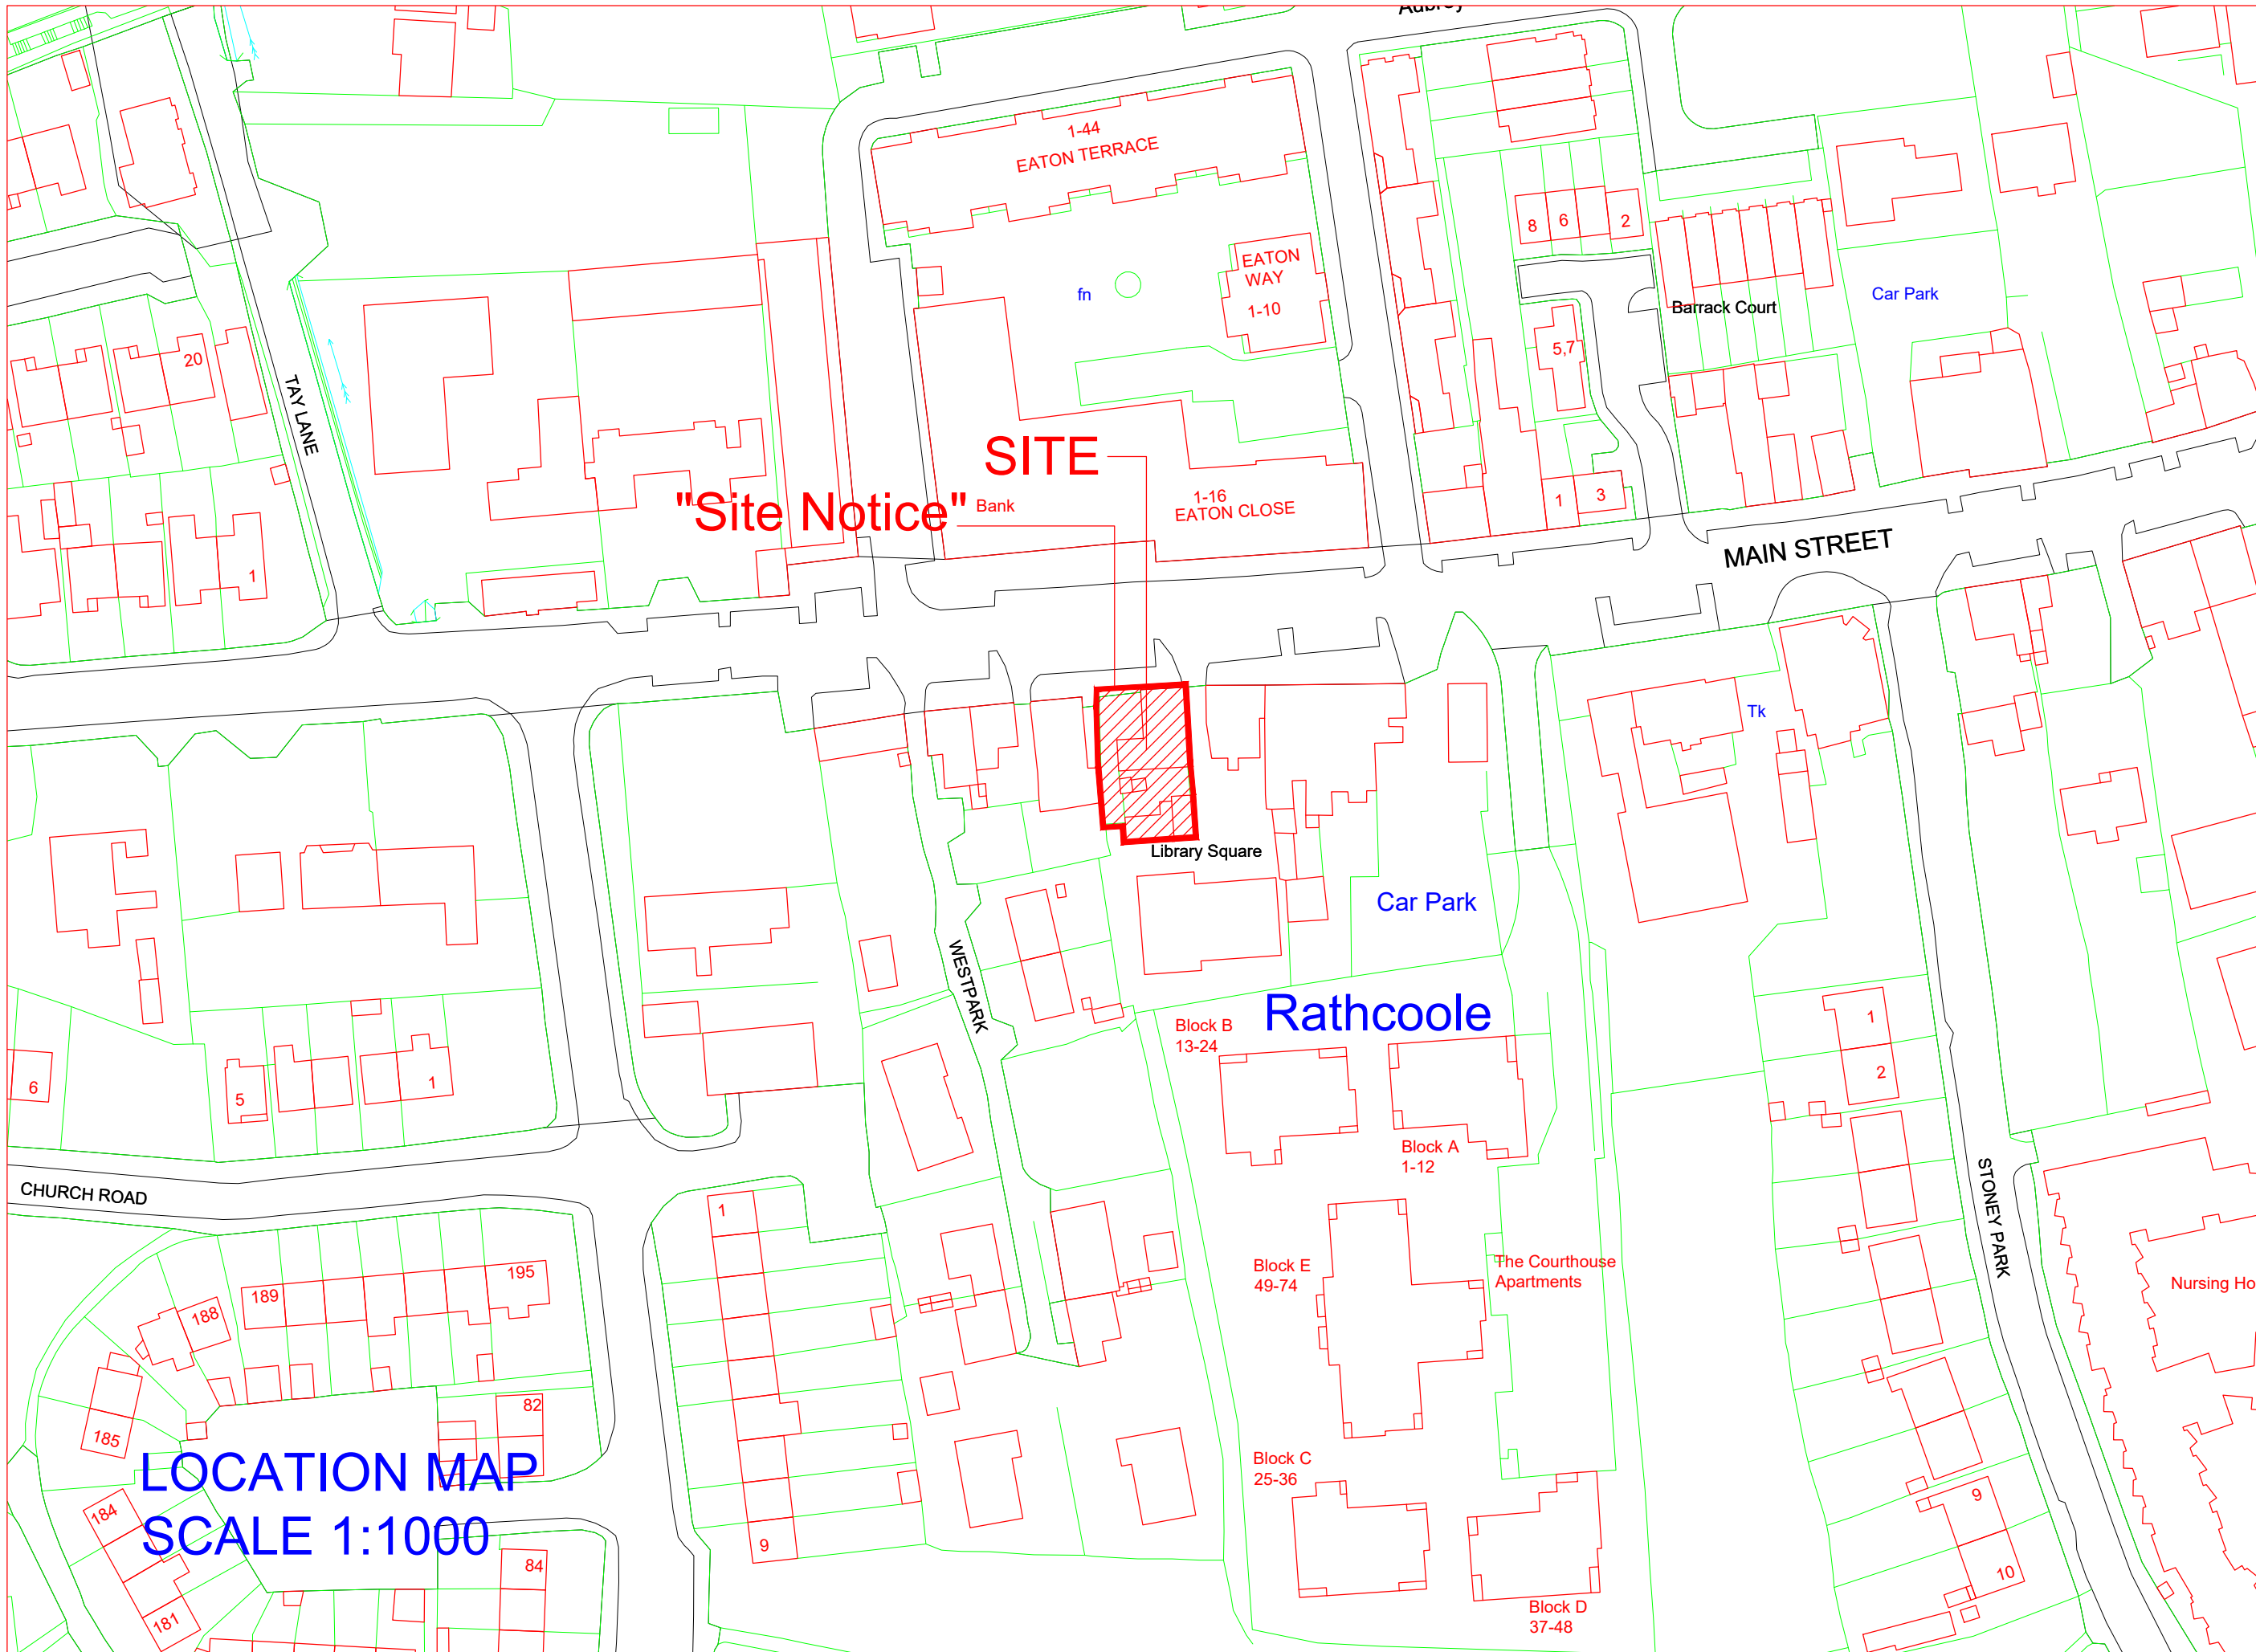 Aubrey
1-44
EATON TERRACE
8
6
2
EATON
WAY
1-10
fn
Barrack Court
Car Park
20
5,7
TAY LANE
SITE
"Site Notice"
Bank
1-16
EATON CLOSE
1
3
MAIN STREET
1
Tk
Library Square
Car Park
WESTPARK
Rathcoole
Block B
13-24
1
2
6
5
1
Block A
1-12
CHURCH ROAD
1
STONEY PARK
Block E
49-74
The Courthouse
Apartments
Nursing Ho
195
189
188
82
185
LOCATION MAP
SCALE 1:1000
Block C
25-36
184
9
9
10
84
181
Block D
37-48